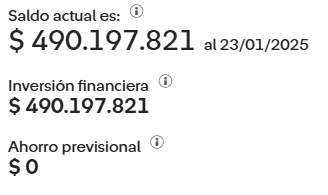 Saldo actual es:
$ 490.197.821 al 23/01/2025
Inversión financiera
$ 490.197.821
Ahorro previsional
$ 0